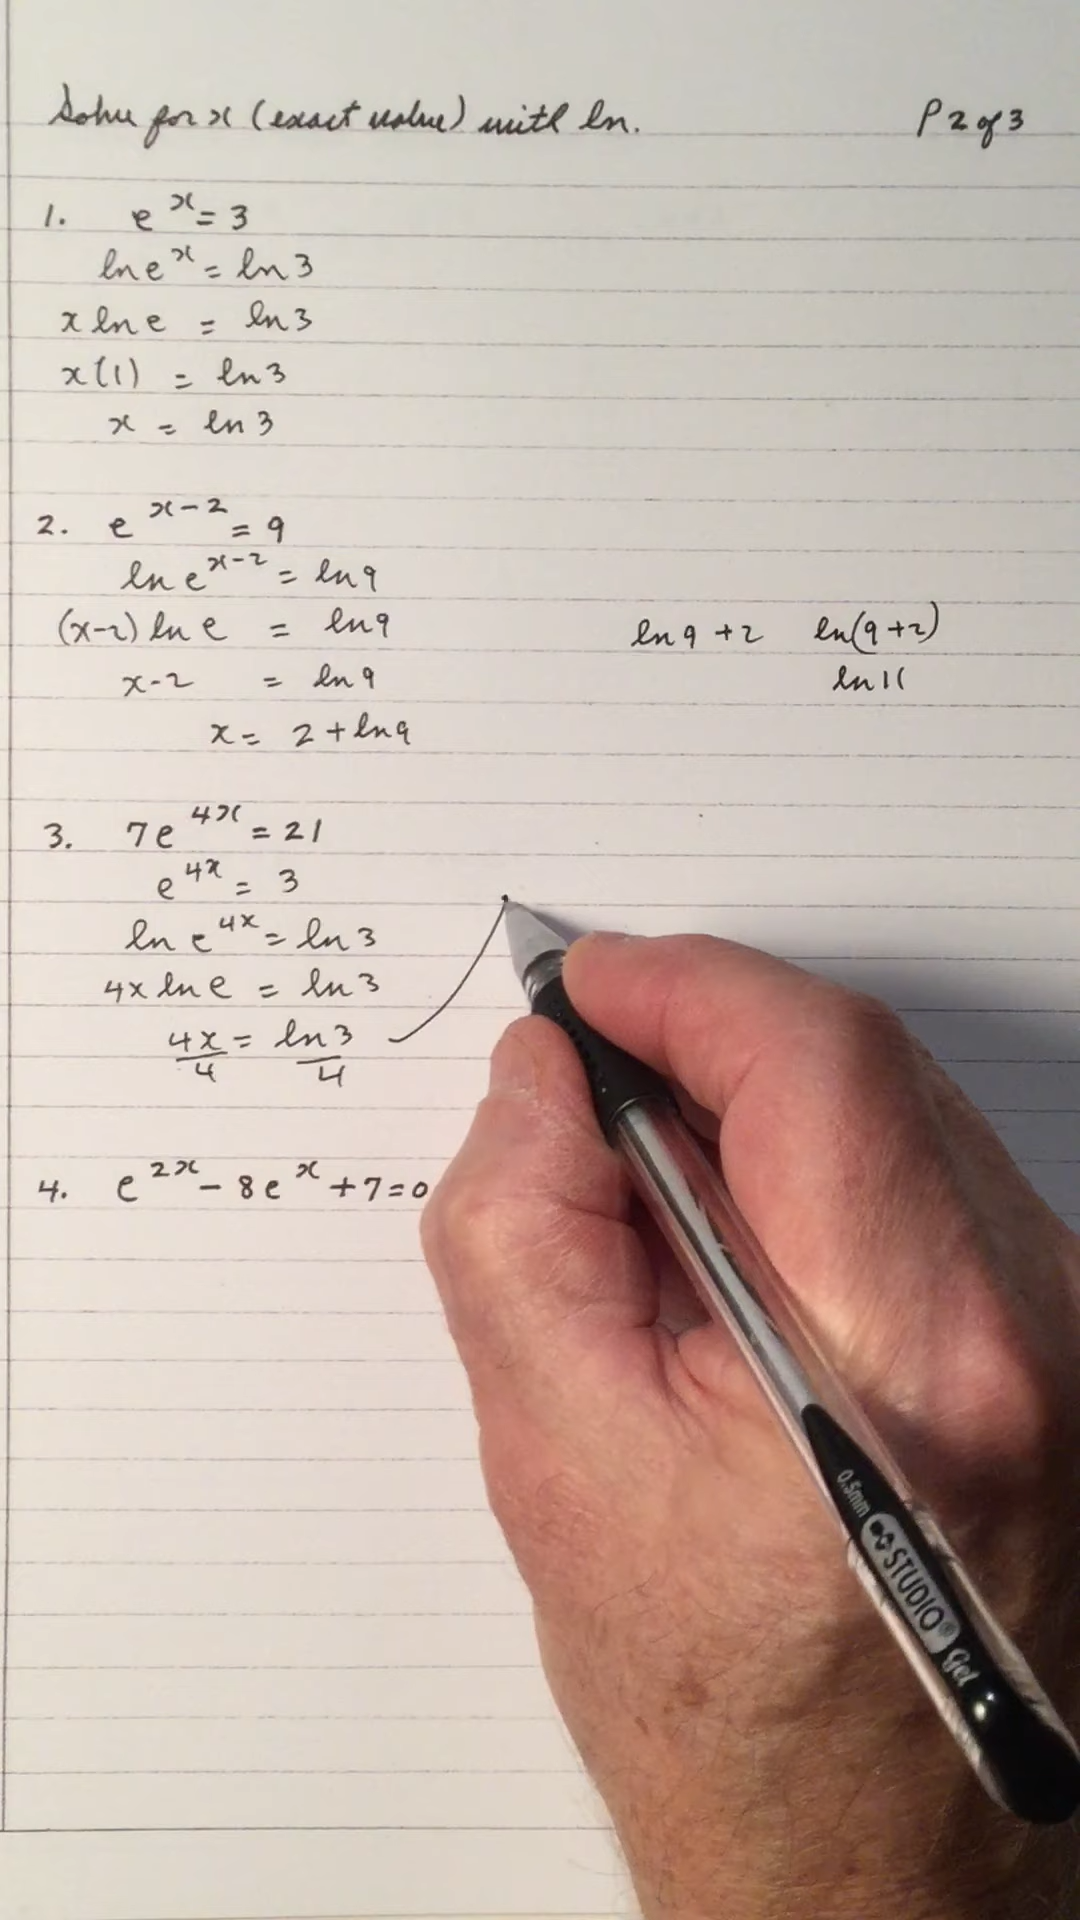 Solve for x (exact value) with ln. P 2 of 3
1. e^x = 3
ln e^x = ln 3
x ln e = ln 3
x(1) = ln 3
x = ln 3
2. e^(x-2) = 9
ln e^(x-2) = ln 9
(x-2) ln e = ln 9 ln 9 + 2 ln(9+2)
x-2 = ln 9 ln 11
x = 2 + ln 9
3. 7e^(4x) = 21
e^(4x) = 3
ln e^(4x) = ln 3
4x ln e = ln 3
4x/4 = ln 3/4
4. e^(2x) - 8e^x + 7 = 0
0.5mm STUDIO® Gel